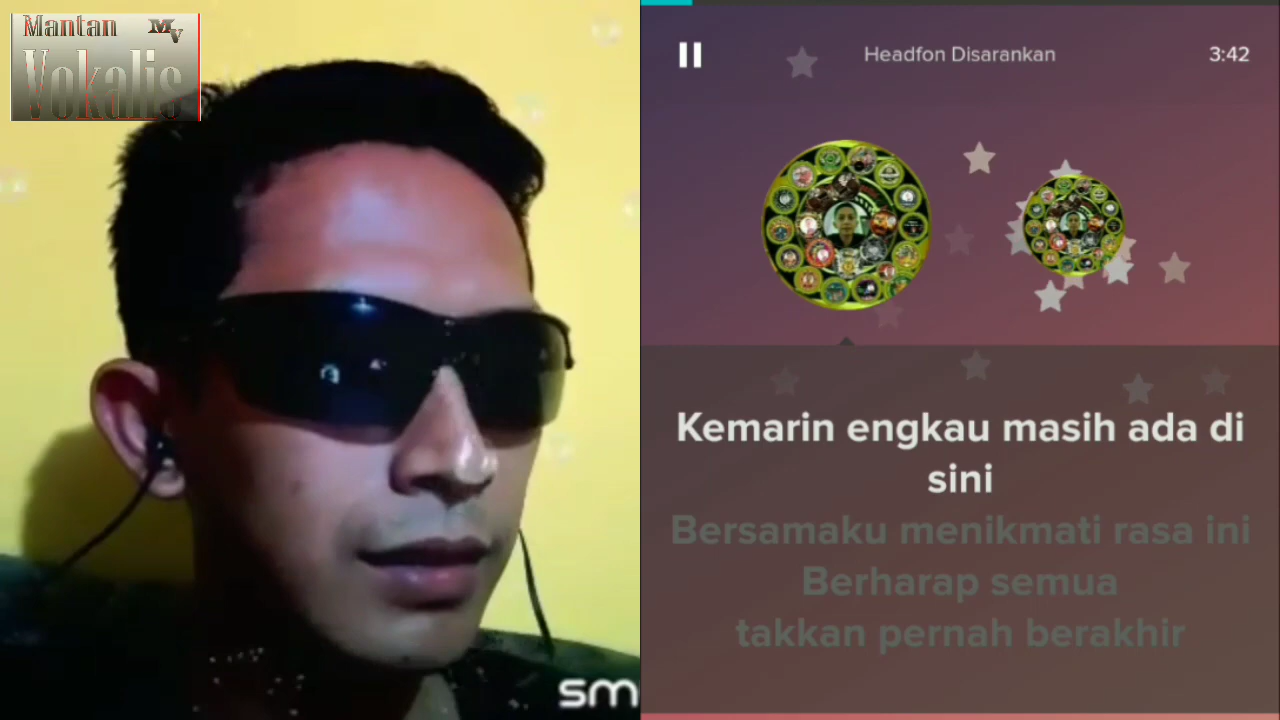 Mantan MV
Vokalis
sm
Headfon Disarankan
3:42
Kemarin engkau masih ada di
sini
Bersamaku menikmati rasa ini
Berharap semua
takkan pernah berakhir